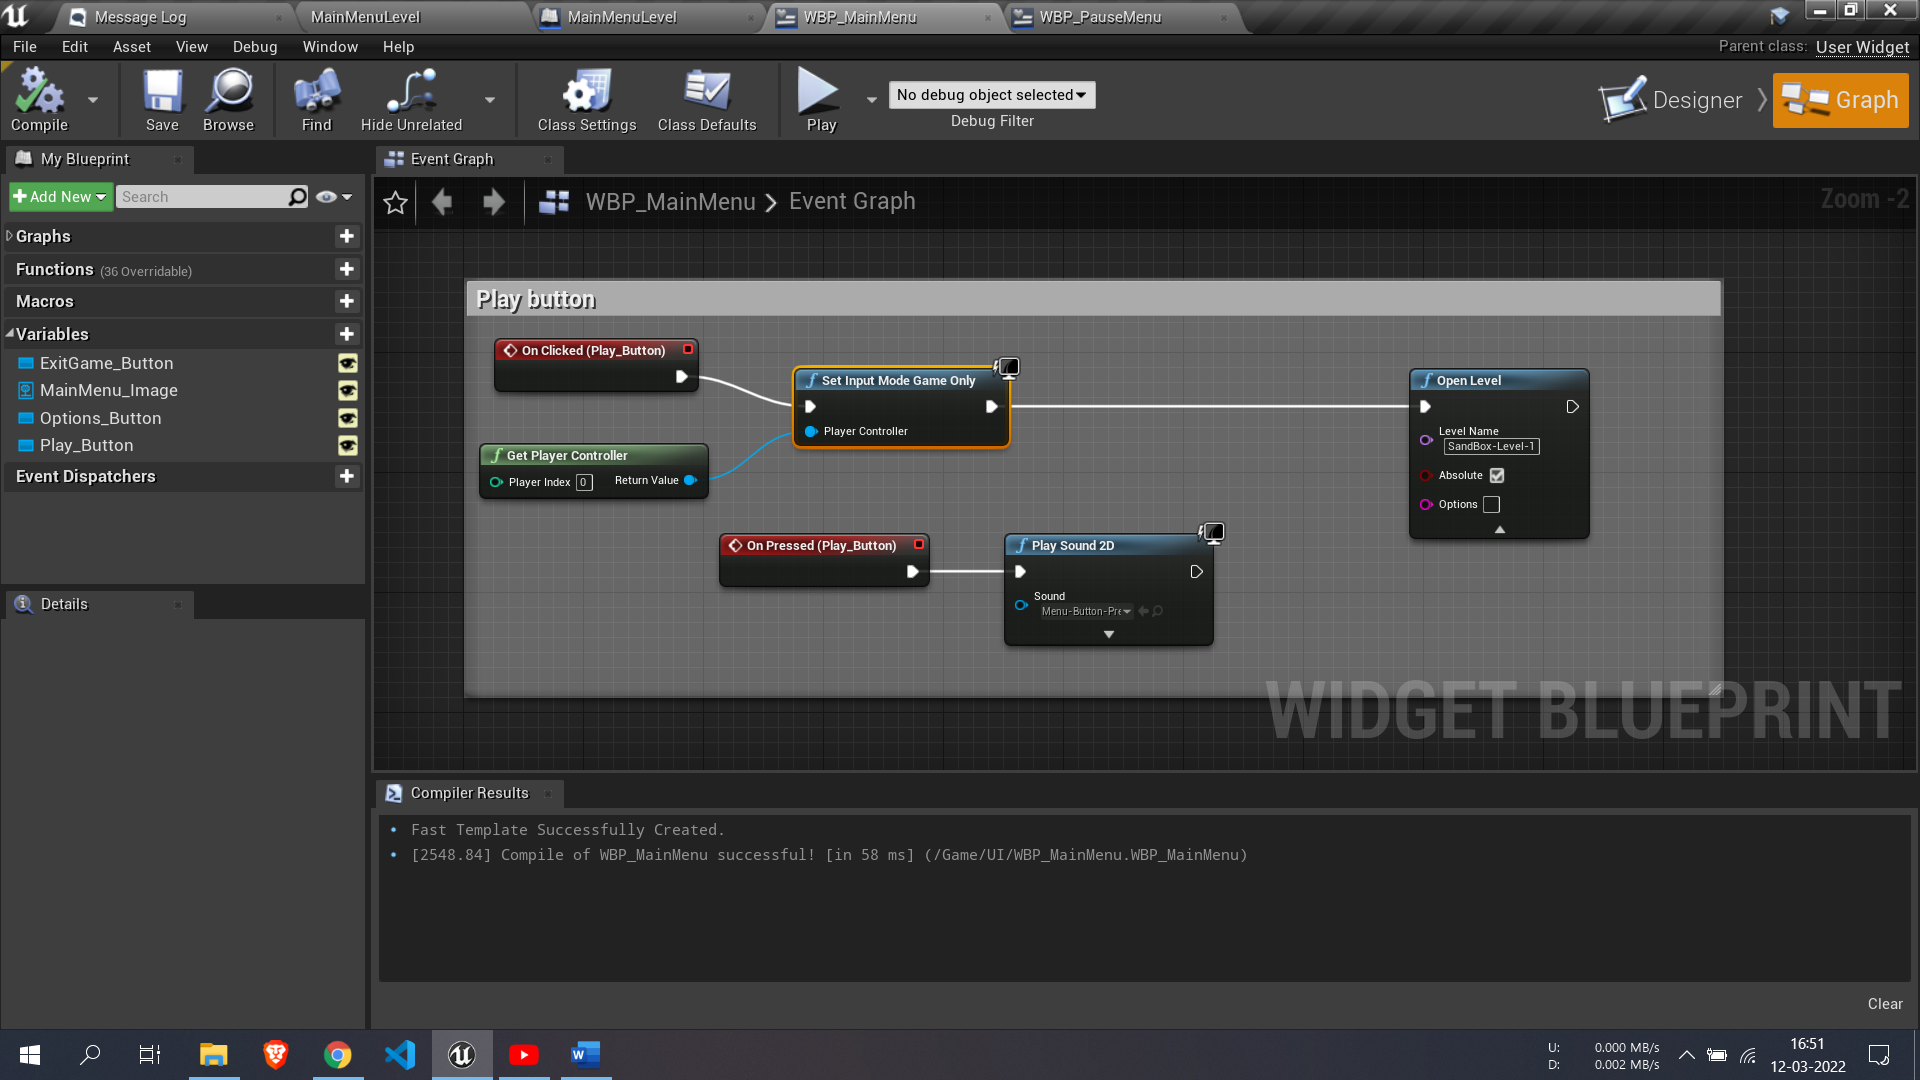 Message Log
MainMenuLevel
MainMenuLevel
WBP_MainMenu
WBP_PauseMenu
File Edit Asset View Debug Window Help
Parent class: User Widget
Compile
Save
Browse
Find
Hide Unrelated
Class Settings
Class Defaults
Play
No debug object selected
Debug Filter
Designer
Graph
My Blueprint
Event Graph
Add New
Search
WBP_MainMenu > Event Graph
Zoom -2
Graphs
Functions (36 Overridable)
Macros
Variables
ExitGame_Button
MainMenu_Image
Options_Button
Play_Button
Event Dispatchers
Details
Play button
On Clicked (Play_Button)
Set Input Mode Game Only
Player Controller
Get Player Controller
Player Index 0
Return Value
Open Level
Level Name
SandBox-Level-1
Absolute
Options
On Pressed (Play_Button)
Play Sound 2D
Sound
Menu-Button-Pre
WIDGET BLUEPRINT
Compiler Results
Fast Template Successfully Created.
[2548.84] Compile of WBP_MainMenu successful! [in 58 ms] (/Game/UI/WBP_MainMenu.WBP_MainMenu)
Clear
U: 0.000 MB/s
D: 0.002 MB/s
16:51
12-03-2022